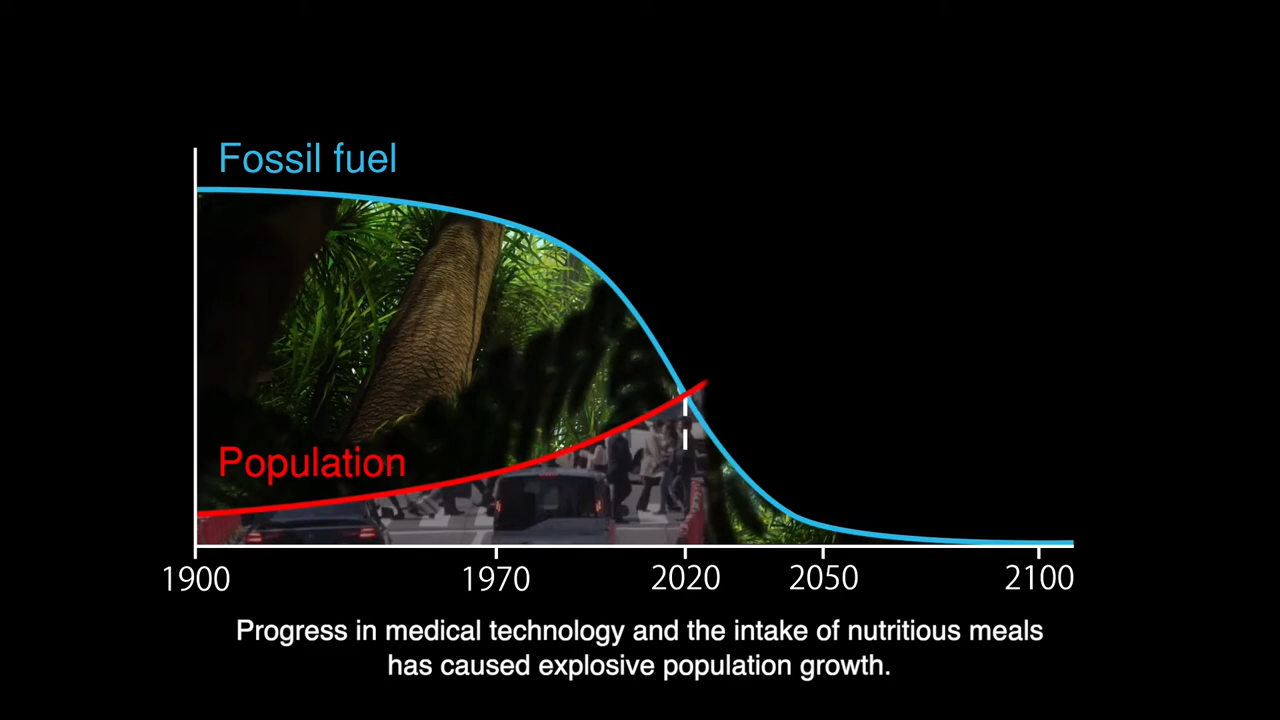 Fossil fuel
Population
1900 1970 2020 2050 2100
Progress in medical technology and the intake of nutritious meals
has caused explosive population growth.